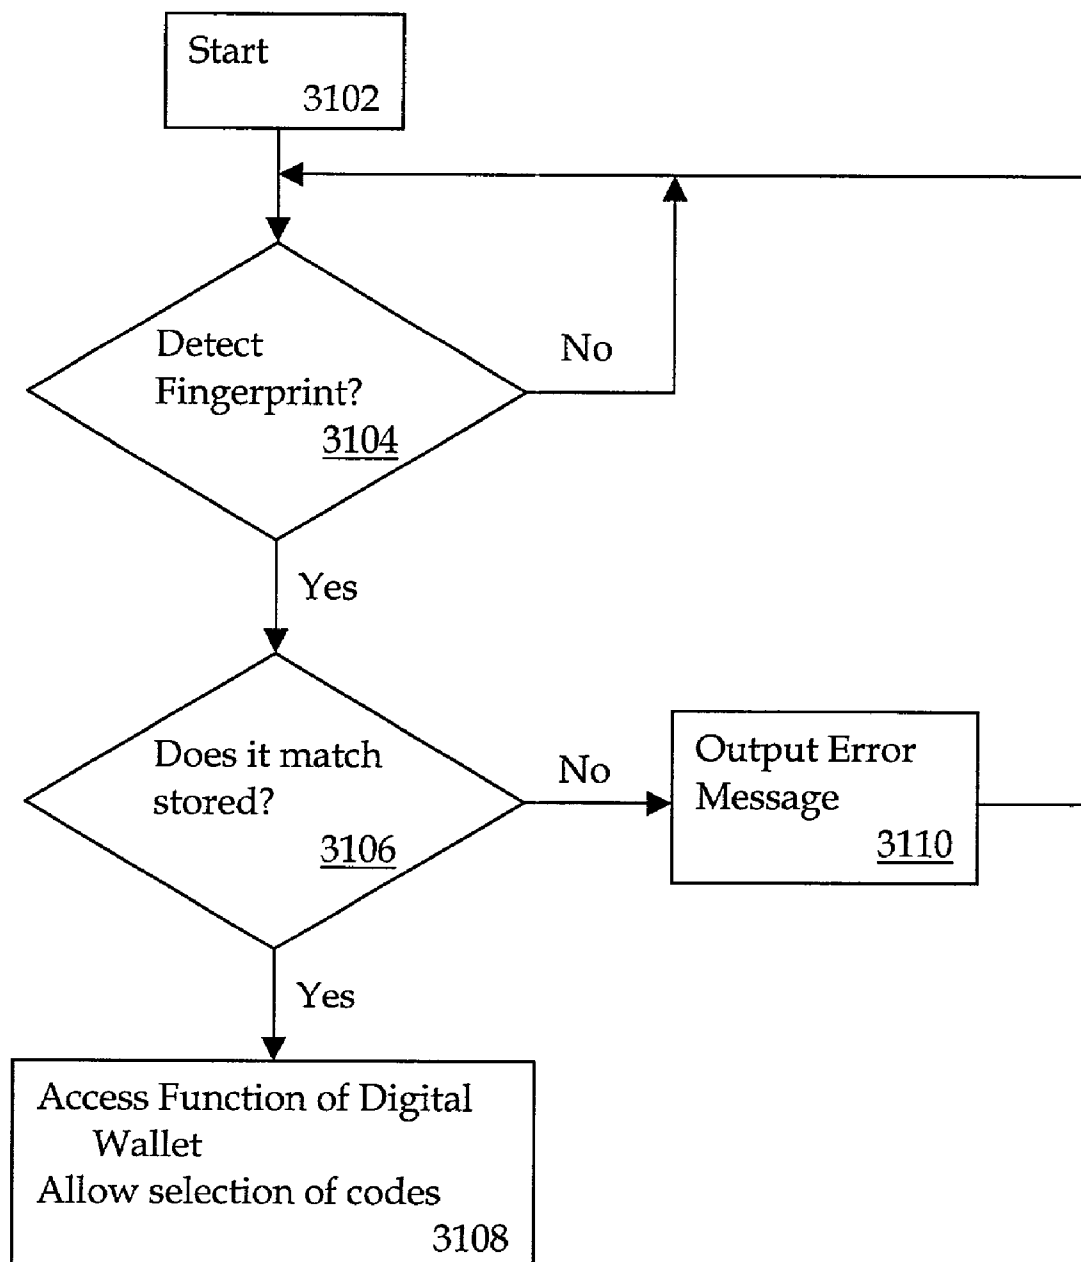 Start
3102
Detect
Fingerprint?
3104
No
Yes
Does it match
stored?
3106
No
Output Error
Message
3110
Yes
Access Function of Digital
Wallet
Allow selection of codes
3108